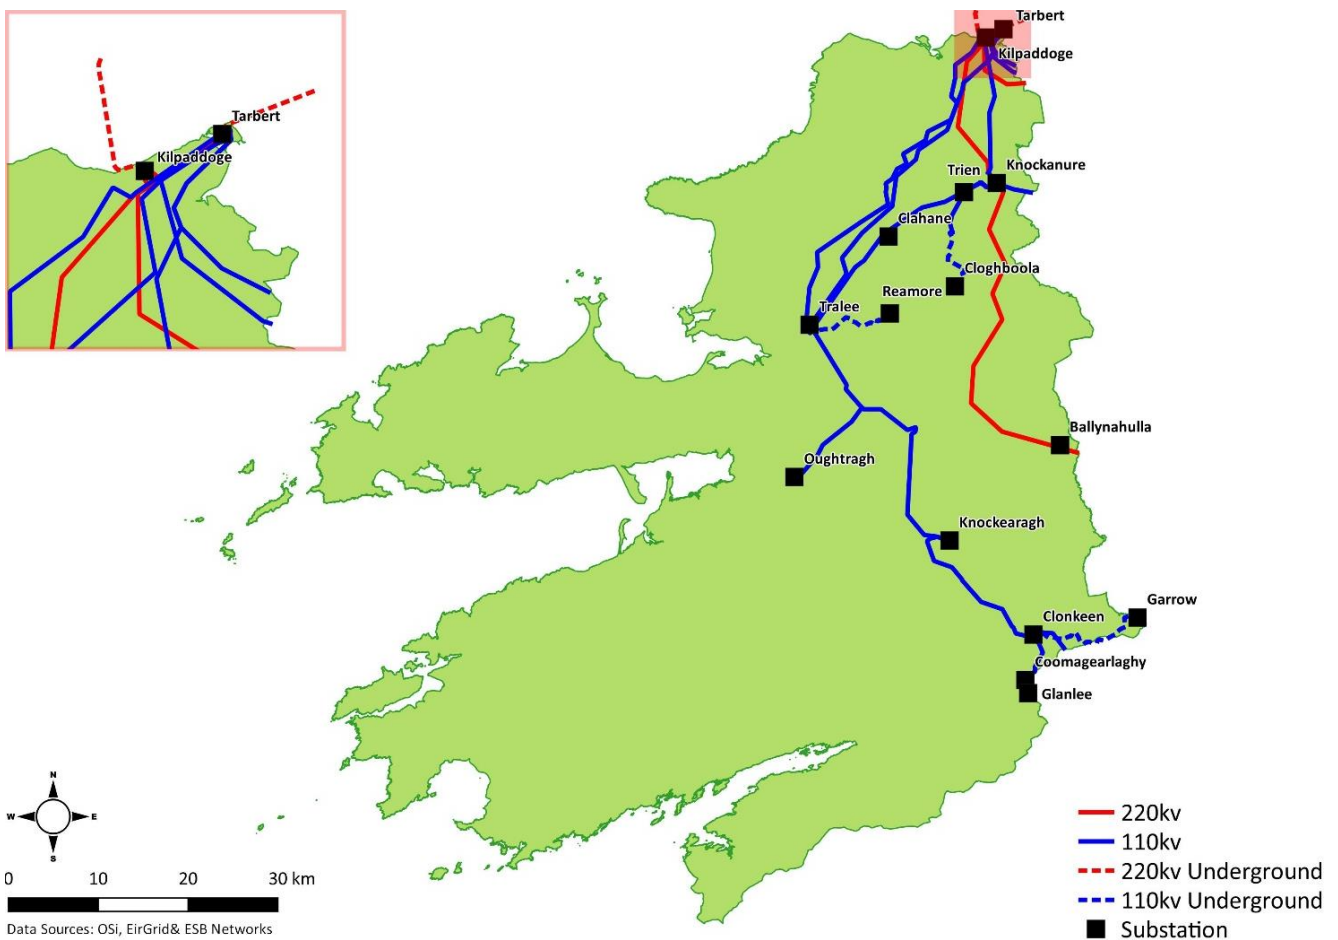 Tarbert
Kilpaddoge
Tarbert
Kilpaddoge
Trien
Knockanure
Clahane
Cloghboola
Reamore
Tralee
Ballynahulla
Oughtragh
Knockearagh
Garrow
Clonkeen
Coomagearlaghy
Glanlee
N
W E
S
0 10 20 30 km
Data Sources: OSi, EirGrid& ESB Networks
220kv
110kv
220kv Underground
110kv Underground
Substation